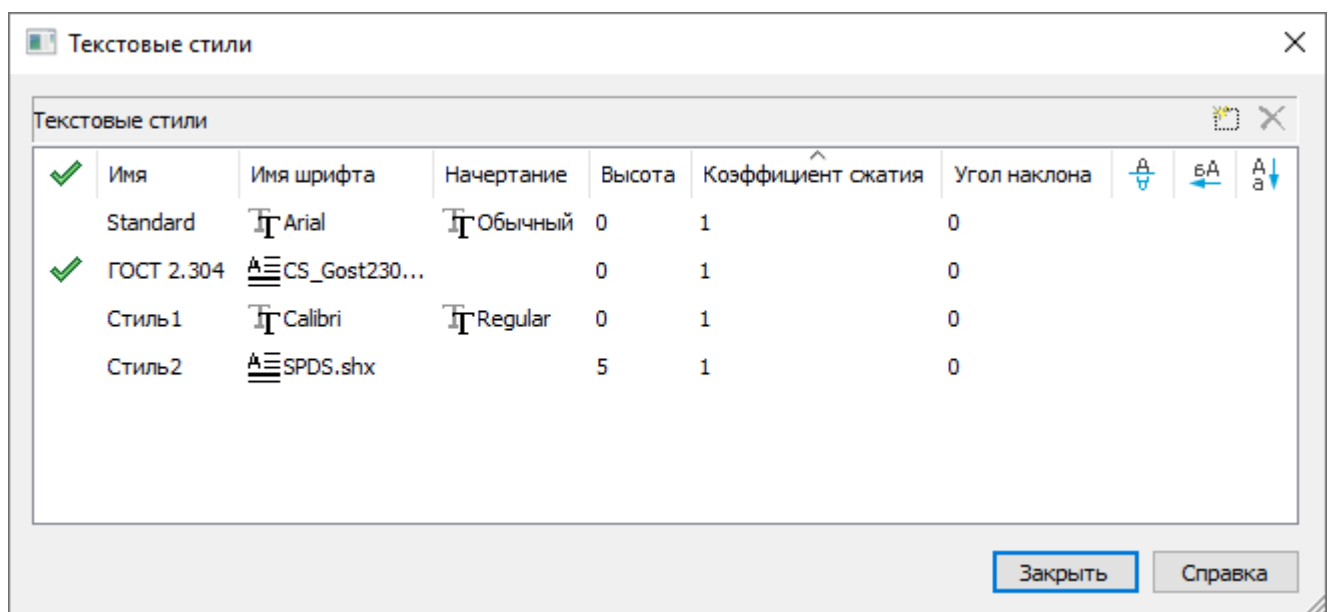 Текстовые стили
Текстовые стили
Имя Имя шрифта Начертание Высота Коэффициент сжатия Угол наклона
Standard Arial Обычный 0 1 0
ГОСТ 2.304 CS_Gost230... 0 1 0
Стиль1 Calibri Regular 0 1 0
Стиль2 SPDS.shx 5 1 0
Закрыть Справка